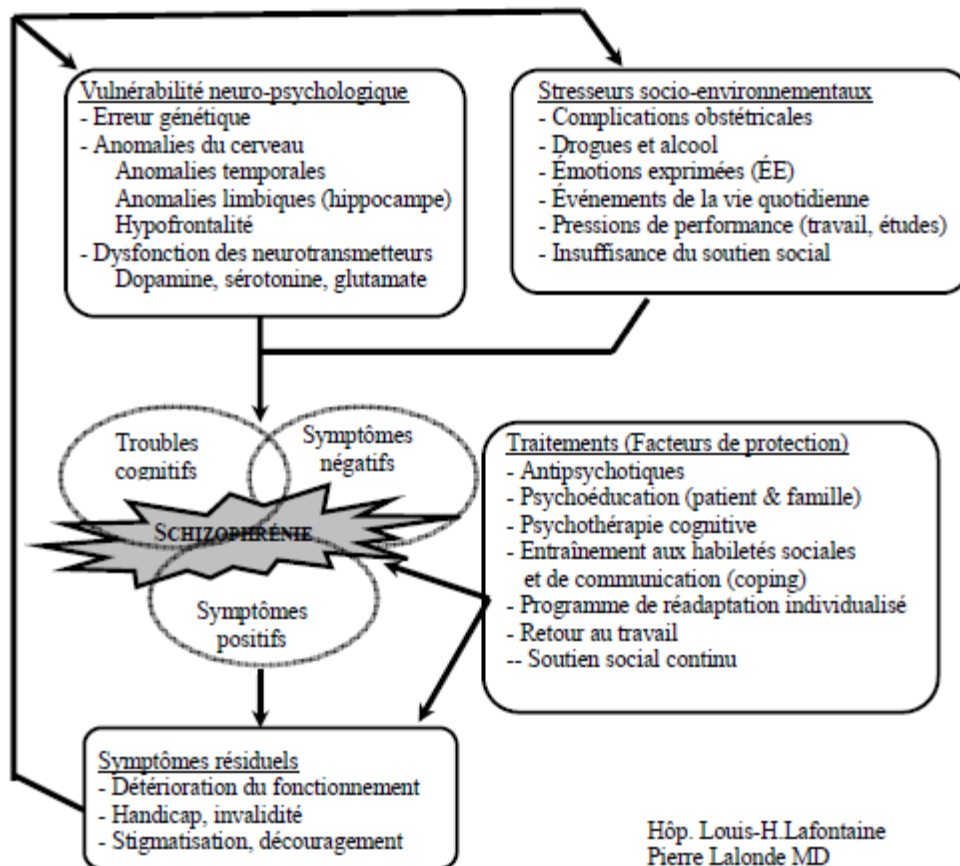 Vulnérabilité neuro-psychologique
- Erreur génétique
- Anomalies du cerveau
Anomalies temporales
Anomalies limbiques (hippocampe)
Hypofrontalité
- Dysfonction des neurotransmetteurs
Dopamine, sérotonine, glutamate
Stresseurs socio-environnementaux
- Complications obstétricales
- Drogues et alcool
- Émotions exprimées (ÉE)
- Événements de la vie quotidienne
- Pressions de performance (travail, études)
- Insuffisance du soutien social
Troubles
cognitifs
Symptômes
négatifs
SCHIZOPHRÉNIE
Symptômes
positifs
Traitements (Facteurs de protection)
- Antipsychotiques
- Psychoéducation (patient & famille)
- Psychothérapie cognitive
- Entraînement aux habiletés sociales
et de communication (coping)
- Programme de réadaptation individualisé
- Retour au travail
-- Soutien social continu
Symptômes résiduels
- Détérioration du fonctionnement
- Handicap, invalidité
- Stigmatisation, découragement
Hôp. Louis-H.Lafontaine
Pierre Lalonde MD